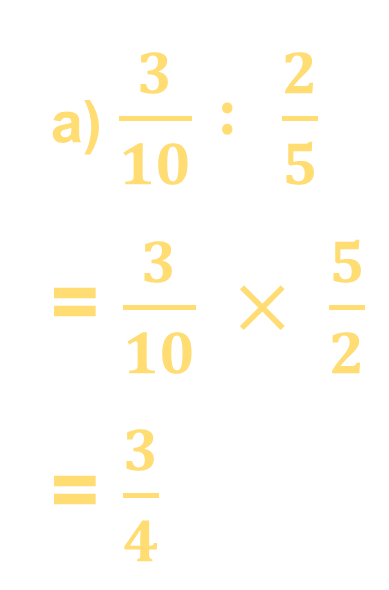 a) 3/10 : 2/5
= 3/10 × 5/2
= 3/4